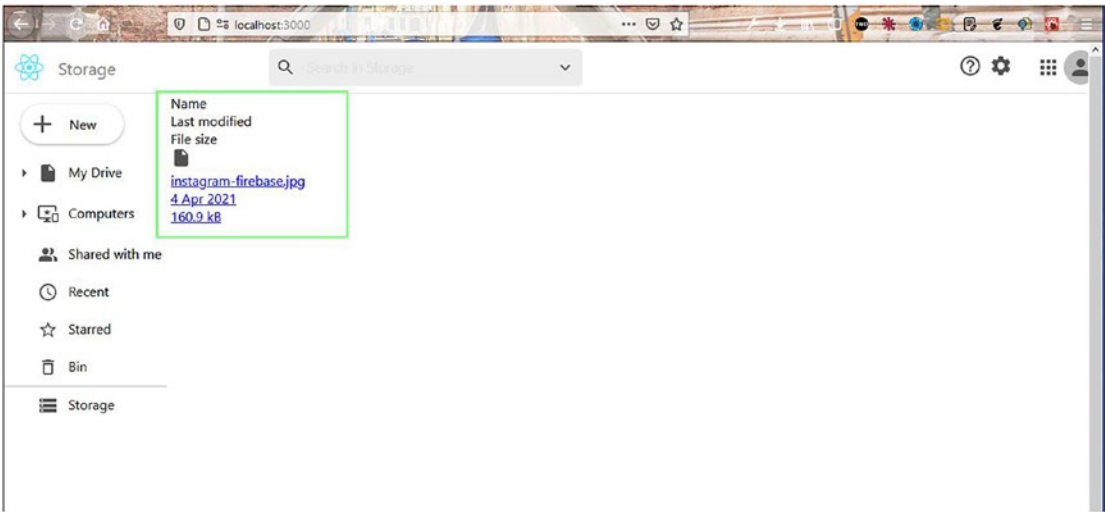 localhost:3000
Storage
Search in Storage
New
My Drive
Computers
Shared with me
Recent
Starred
Bin
Storage
Name
Last modified
File size
instagram-firebase.jpg
4 Apr 2021
160.9 kB